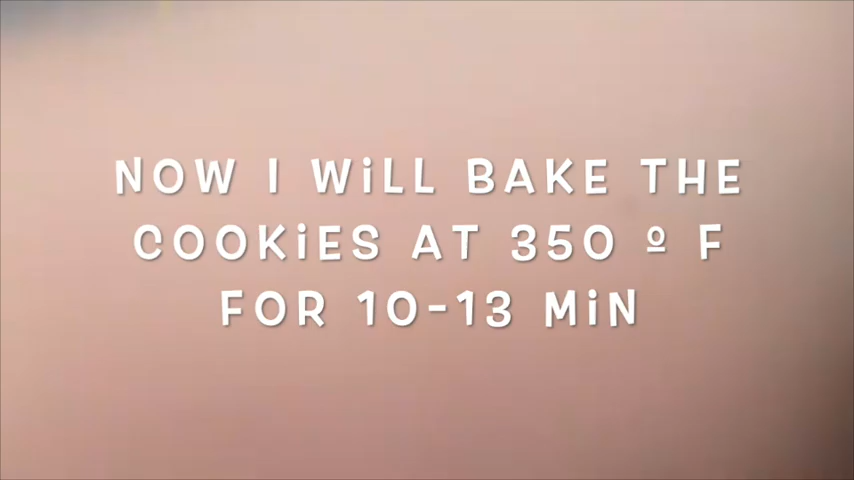 NOW I WiLL BAKE THE
COOKiES AT 350 º F
FOR 10-13 MiN